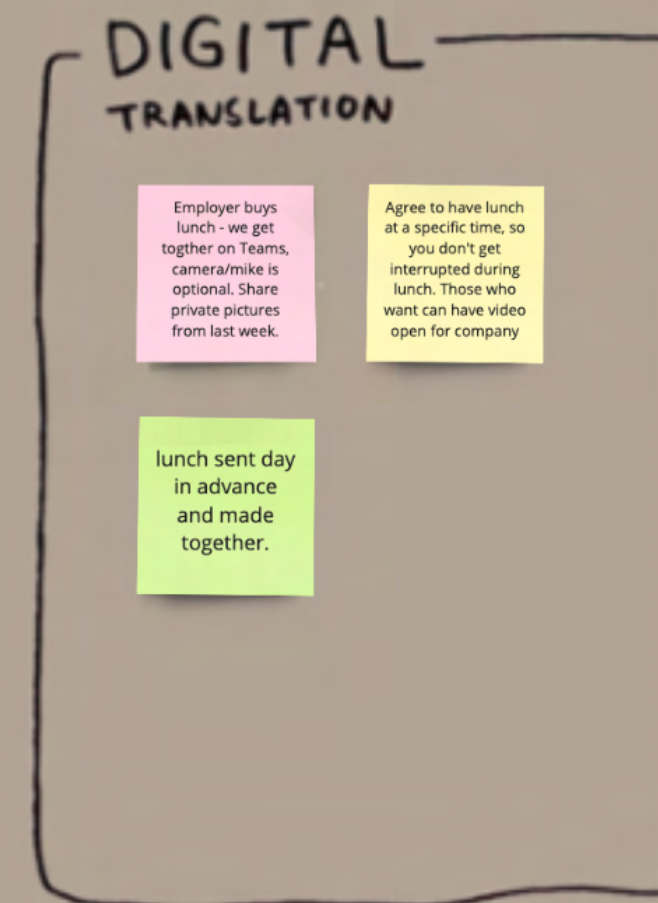 DIGITAL
TRANSLATION
Employer buys
lunch - we get
togther on Teams,
camera/mike is
optional. Share
private pictures
from last week.
Agree to have lunch
at a specific time, so
you don't get
interrupted during
lunch. Those who
want can have video
open for company
lunch sent day
in advance
and made
together.